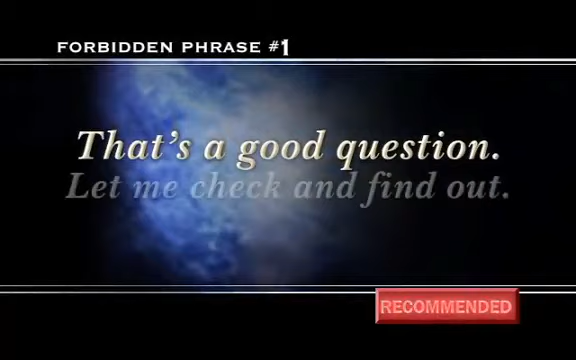 FORBIDDEN PHRASE #1
That's a good question.
Let me check and find out.
RECOMMENDED